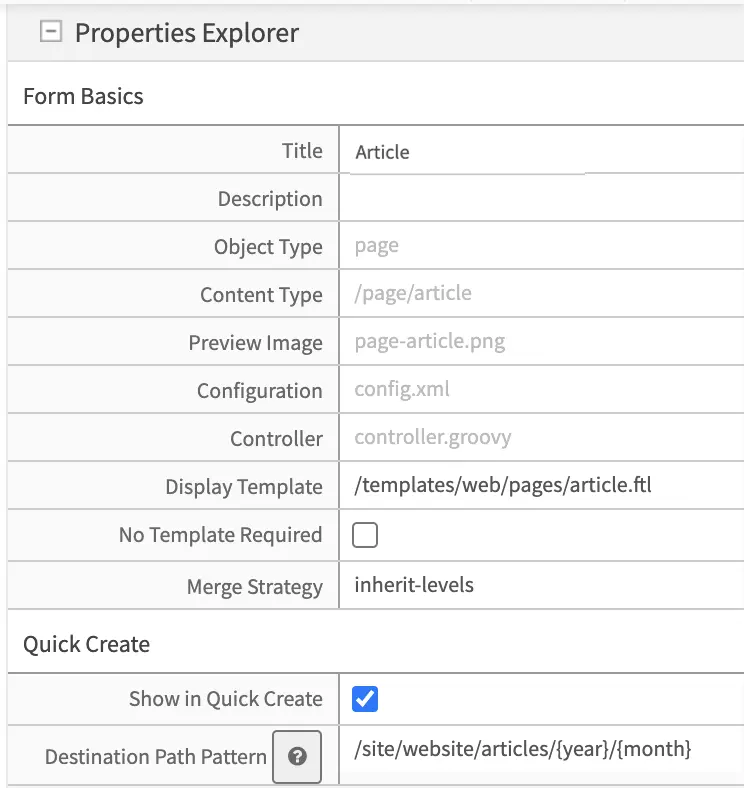 Properties Explorer
Form Basics
Title Article
Description
Object Type page
Content Type /page/article
Preview Image page-article.png
Configuration config.xml
Controller controller.groovy
Display Template /templates/web/pages/article.ftl
No Template Required
Merge Strategy inherit-levels
Quick Create
Show in Quick Create
Destination Path Pattern ? /site/website/articles/{year}/{month}